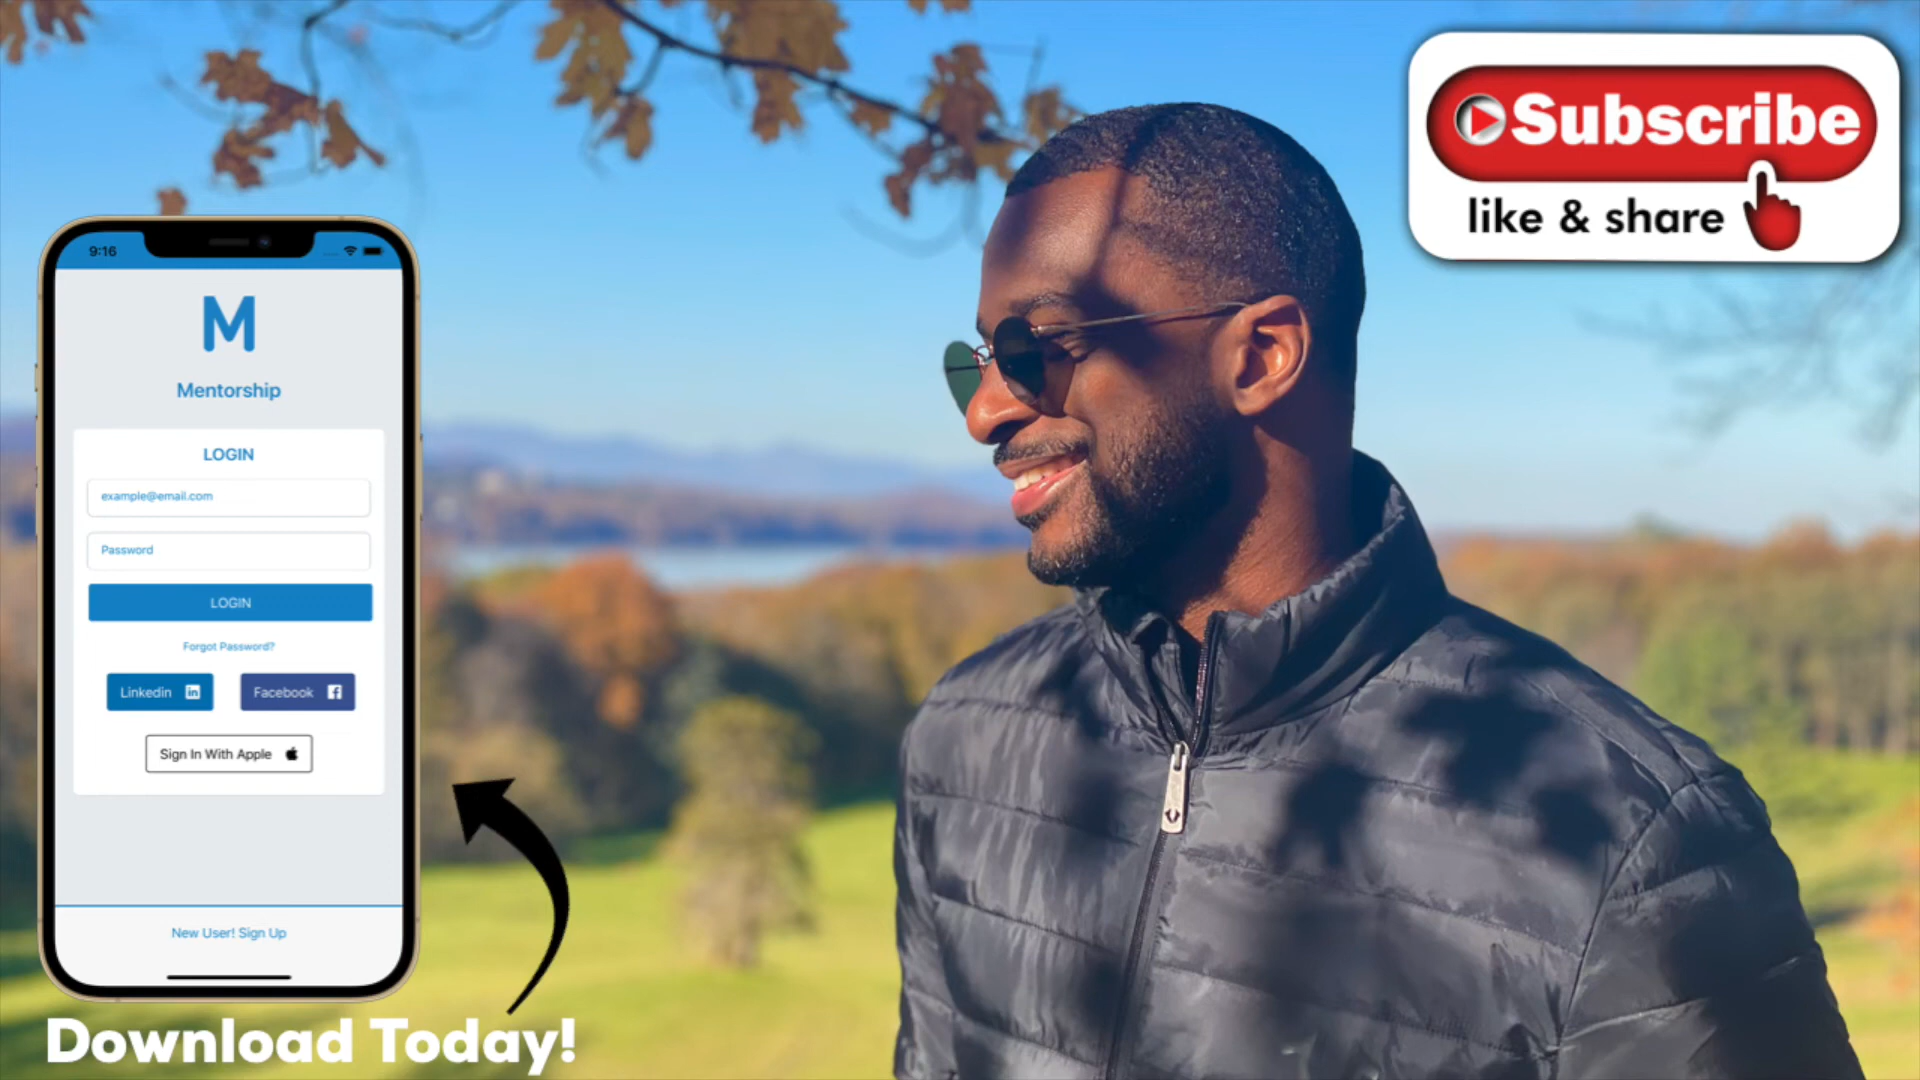 Subscribe
like & share
9:16
M
Mentorship
LOGIN
example@email.com
Password
LOGIN
Forgot Password?
Linkedin in
Facebook f
Sign In With Apple
New User! Sign Up
Download Today!